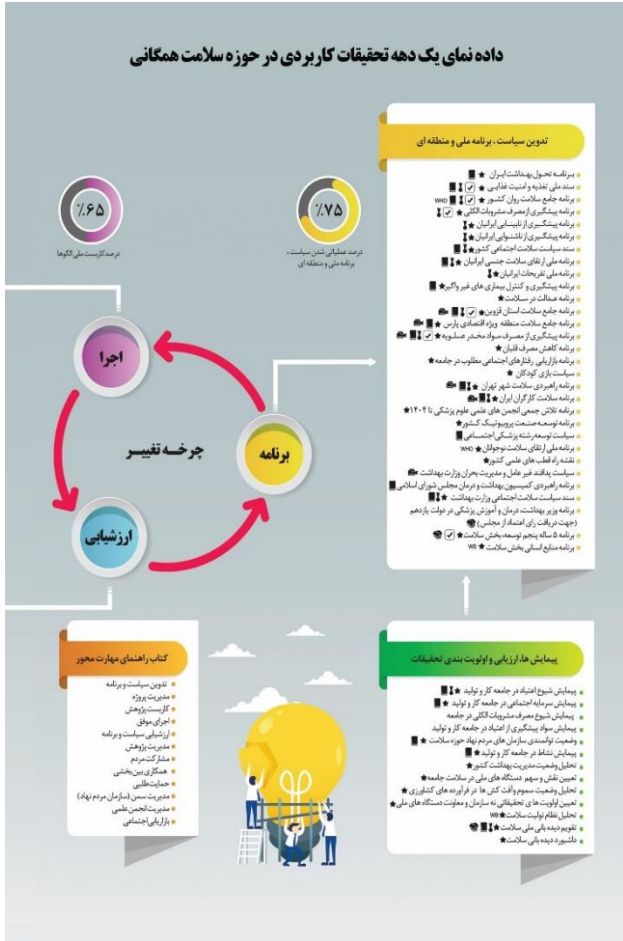 داده نمای یک دهه تحقیقات کاربردی در حوزه سلامت همگانی
تدوین سیاست، برنامه ملی و منطقه ای
برنامه تحول بهداشت ایران
سند ملی تغذیه و امنیت غذایی
برنامه جامع سلامت روان کشور WHO
برنامه پیشگیری از مصرف مشروبات الکلی
برنامه پیشگیری از نابینایی ایرانیان
برنامه پیشگیری از ناشنوایی ایرانیان
سند سیاست سلامت اجتماعی کشور
برنامه ملی ارتقای سلامت جنسی ایرانیان
برنامه ملی تفریحات ایرانیان
برنامه پیشگیری و کنترل بیماری های غیر واگیر
برنامه عدالت در سلامت
برنامه جامع سلامت استان قزوین
برنامه جامع سلامت منطقه ویژه اقتصادی پارس
برنامه پیشگیری از مصرف مواد مخدر عسلویه
برنامه کاهش مصرف قلیان
برنامه بازاریابی رفتارهای اجتماعی مطلوب در جامعه
سیاست بازی کودکان
برنامه راهبردی سلامت شهر تهران
برنامه سلامت کارگران ایران
برنامه تلاش جمعی انجمن های علمی علوم پزشکی تا ۱۴۰۴
برنامه توسعه صنعت پروبیوتیک کشور
سیاست توسعه رشته پزشکی اجتماعی
برنامه ملی ارتقای سلامت نوجوانان WHO
نقشه راه قطب های علمی کشور
سیاست پدافند غیر عامل و مدیریت بحران وزارت بهداشت
برنامه راهبردی کمیسیون بهداشت و درمان مجلس شورای اسلامی
سند سیاست سلامت اجتماعی وزارت بهداشت
برنامه وزیر بهداشت، درمان و آموزش پزشکی در دولت یازدهم
(جهت دریافت رای اعتماد از مجلس)
برنامه ۵ ساله پنجم توسعه، بخش سلامت
برنامه منابع انسانی بخش سلامت WB
٪۷۵
درصد عملیاتی شدن سیاست،
برنامه ملی و منطقه ای
٪۶۵
درصد کاربست ملی الگوها
اجرا
چرخه تغییر
برنامه
ارزشیابی
پیمایش ها، ارزیابی و اولویت بندی تحقیقات
پیمایش شیوع اعتیاد در جامعه کار و تولید
پیمایش سرمایه اجتماعی در جامعه کار و تولید
پیمایش شیوع مصرف مشروبات الکلی در جامعه
پیمایش سواد پیشگیری از اعتیاد در جامعه کار و تولید
وضعیت توانمندی سازمان های مردم نهاد حوزه سلامت
پیمایش نشاط در جامعه کار و تولید
تحلیل وضعیت مدیریت بهداشت کشور
تعیین نقش و سهم دستگاه های ملی در سلامت جامعه
تحلیل وضعیت سموم و آفت کش ها در فرآورده های کشاورزی
تعیین اولویت های تحقیقاتی نه سازمان و معاونت دستگاه های ملی
تحلیل نظام تولیت سلامت WB
تقویم دیده بانی ملی سلامت
داشبورد دیده بانی سلامت
کتاب راهنمای مهارت محور
تدوین سیاست و برنامه
مدیریت پروژه
کاربست پژوهش
اجرای موفق
ارزشیابی سیاست و برنامه
مدیریت پژوهش
مشارکت مردم
همکاری بین بخشی
حمایت طلبی
مدیریت سمن (سازمان مردم نهاد)
مدیریت انجمن علمی
بازاریابی اجتماعی